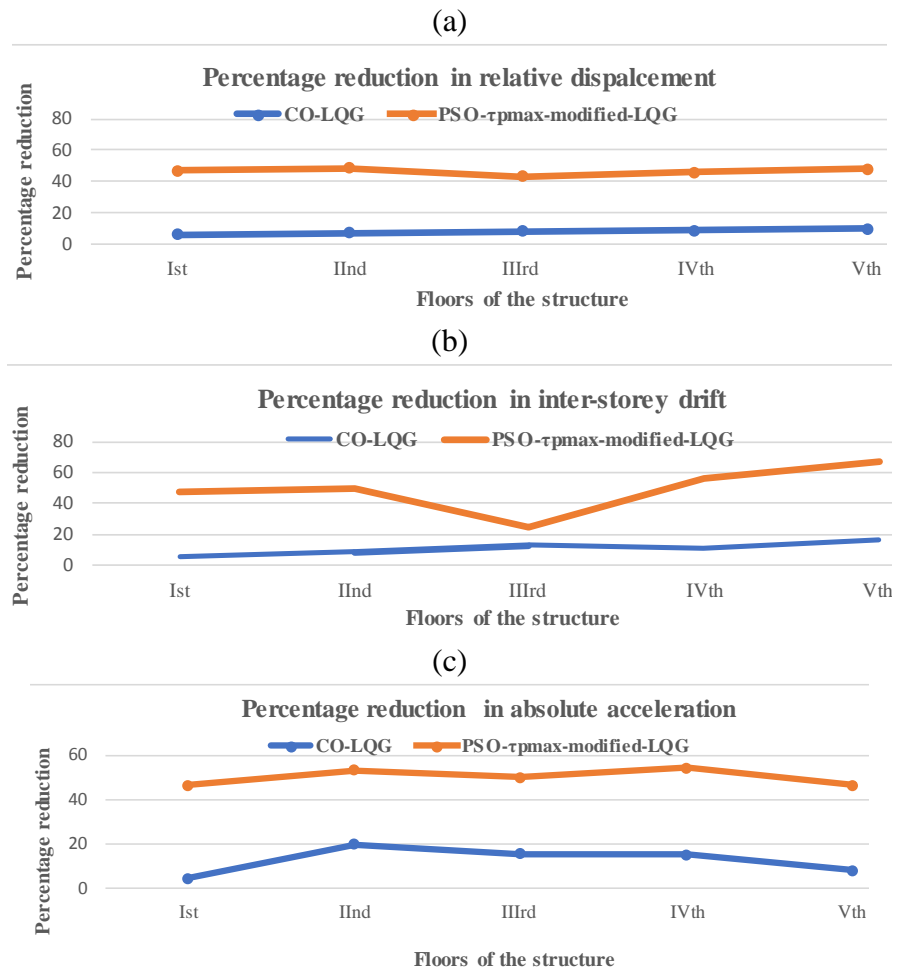 (a)
Percentage reduction in relative dispalcement
CO-LQG PSO-τpmax-modified-LQG
Percentage reduction
80
60
40
20
0
Ist IInd IIIrd IVth Vth
Floors of the structure
(b)
Percentage reduction in inter-storey drift
CO-LQG PSO-τpmax-modified-LQG
Percentage reduction
80
60
40
20
0
Ist IInd IIIrd IVth Vth
Floors of the structure
(c)
Percentage reduction in absolute acceleration
CO-LQG PSO-τpmax-modified-LQG
Percentage reduction
60
40
20
0
Ist IInd IIIrd IVth Vth
Floors of the structure